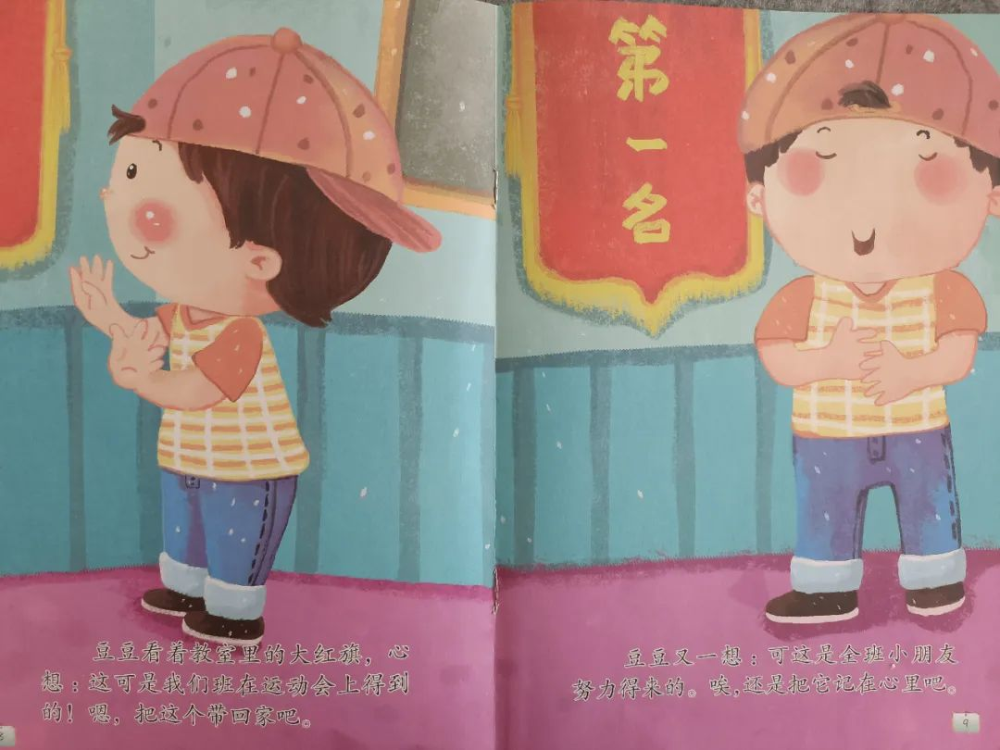 豆豆看着教室里的大红旗，心
想：这可是我们班在运动会上得到
的！嗯，把这个带回家吧。
8
第
一
名
豆豆又一想：可这是全班小朋友
努力得来的。唉，还是把它记在心里吧。
9